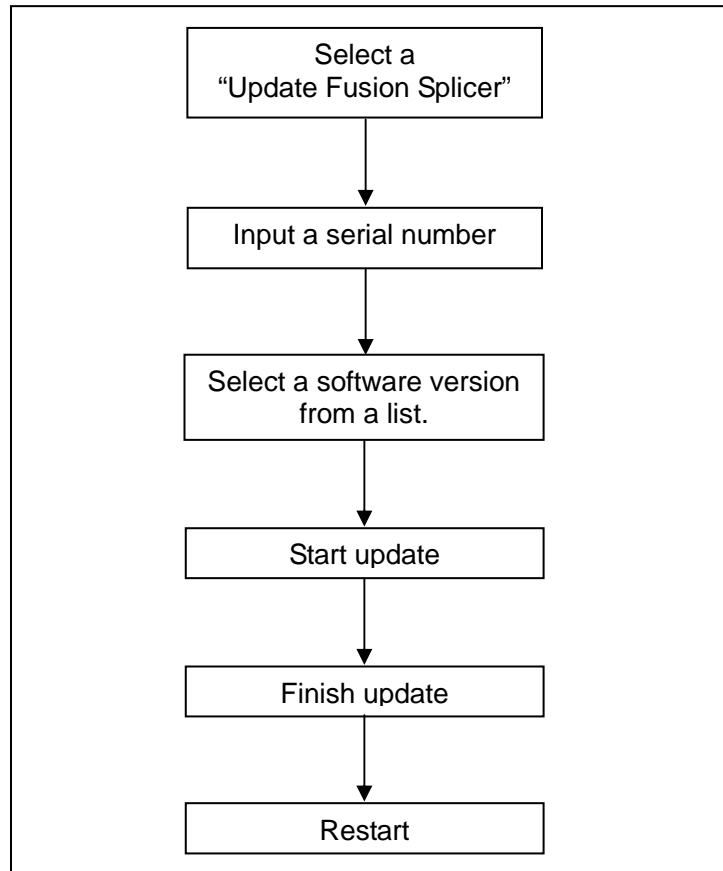 Select a
“Update Fusion Splicer”
Input a serial number
Select a software version
from a list.
Start update
Finish update
Restart